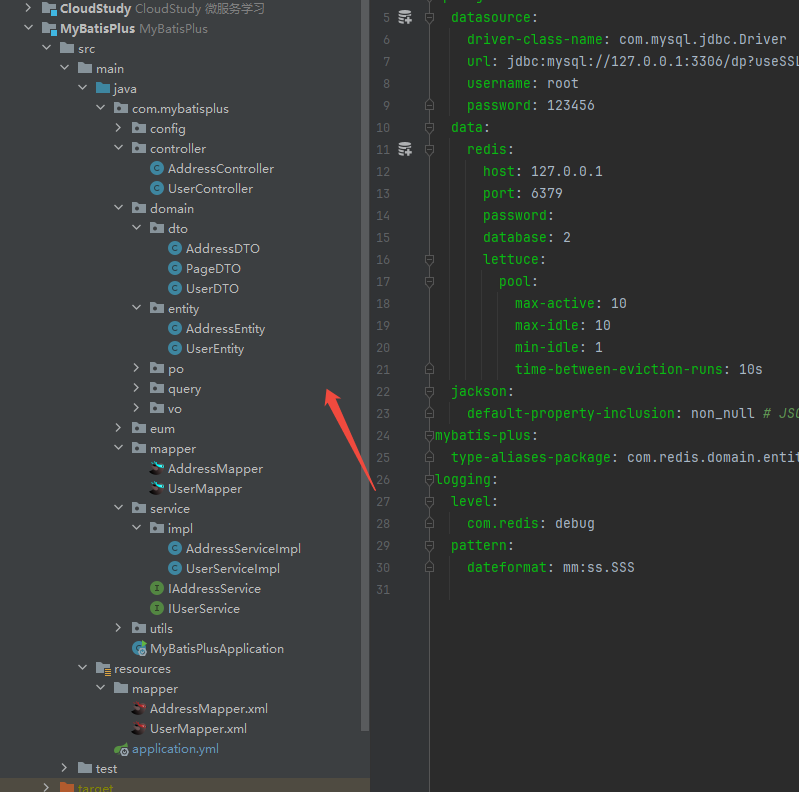 CloudStudy CloudStudy 微服务学习
MyBatisPlus MyBatisPlus
src
main
java
com.mybatisplus
config
controller
AddressController
UserController
domain
dto
AddressDTO
PageDTO
UserDTO
entity
AddressEntity
UserEntity
po
query
vo
eum
mapper
AddressMapper
UserMapper
service
impl
AddressServiceImpl
UserServiceImpl
IAddressService
IUserService
utils
MyBatisPlusApplication
resources
mapper
AddressMapper.xml
UserMapper.xml
application.yml
test
target
5 datasource:
6 driver-class-name: com.mysql.jdbc.Driver
7 url: jdbc:mysql://127.0.0.1:3306/dp?useSSL
8 username: root
9 password: 123456
10 data:
11 redis:
12 host: 127.0.0.1
13 port: 6379
14 password:
15 database: 2
16 lettuce:
17 pool:
18 max-active: 10
19 max-idle: 10
20 min-idle: 1
21 time-between-eviction-runs: 10s
22 jackson:
23 default-property-inclusion: non_null # JSO
24 mybatis-plus:
25 type-aliases-package: com.redis.domain.entit
26 logging:
27 level:
28 com.redis: debug
29 pattern:
30 dateformat: mm:ss.SSS
31